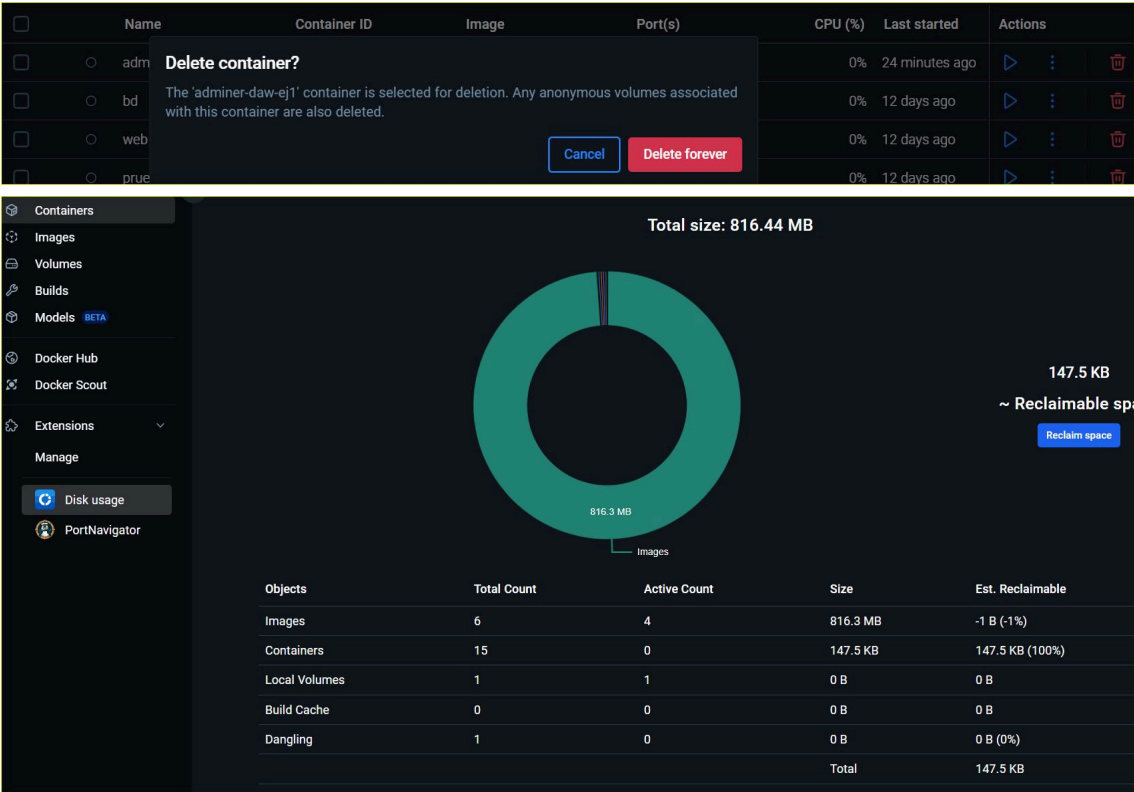 Name Container ID Image Port(s) CPU (%) Last started Actions
adm 0% 24 minutes ago
Delete container?
The 'adminer-daw-ej1' container is selected for deletion. Any anonymous volumes associated
with this container are also deleted.
bd 0% 12 days ago
web 0% 12 days ago
Cancel Delete forever
prue 0% 12 days ago
Containers
Images
Volumes
Builds
Models BETA
Docker Hub
Docker Scout
Extensions
Manage
Disk usage
PortNavigator
Total size: 816.44 MB
816.3 MB
Images
147.5 KB
~ Reclaimable spa
Reclaim space
Objects Total Count Active Count Size Est. Reclaimable
Images 6 4 816.3 MB -1 B (-1%)
Containers 15 0 147.5 KB 147.5 KB (100%)
Local Volumes 1 1 0 B 0 B
Build Cache 0 0 0 B 0 B
Dangling 1 0 0 B 0 B (0%)
Total 147.5 KB